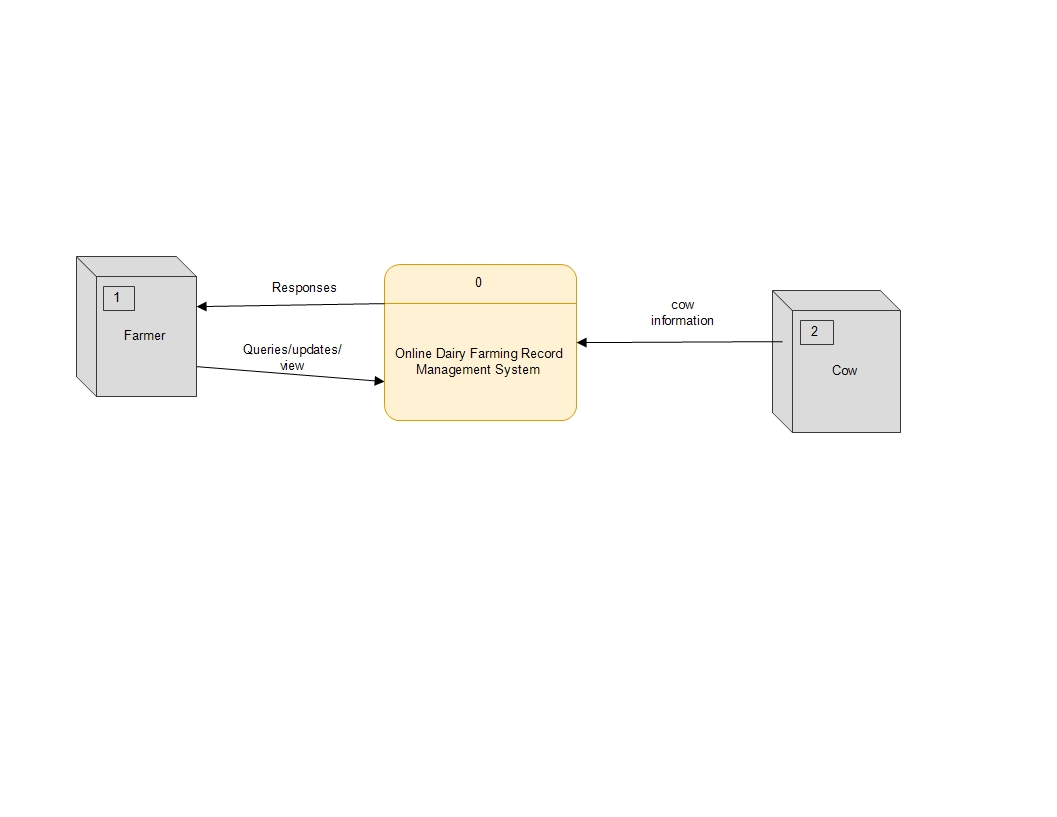 1
Farmer
Responses
Queries/updates/
view
0
Online Dairy Farming Record
Management System
cow
information
2
Cow